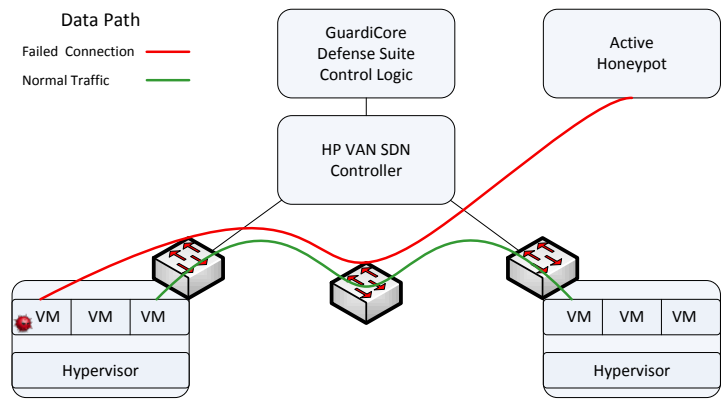 Data Path
Failed Connection
Normal Traffic
GuardiCore
Defense Suite
Control Logic
Active
Honeypot
HP VAN SDN
Controller
VM VM VM
Hypervisor
VM VM VM
Hypervisor